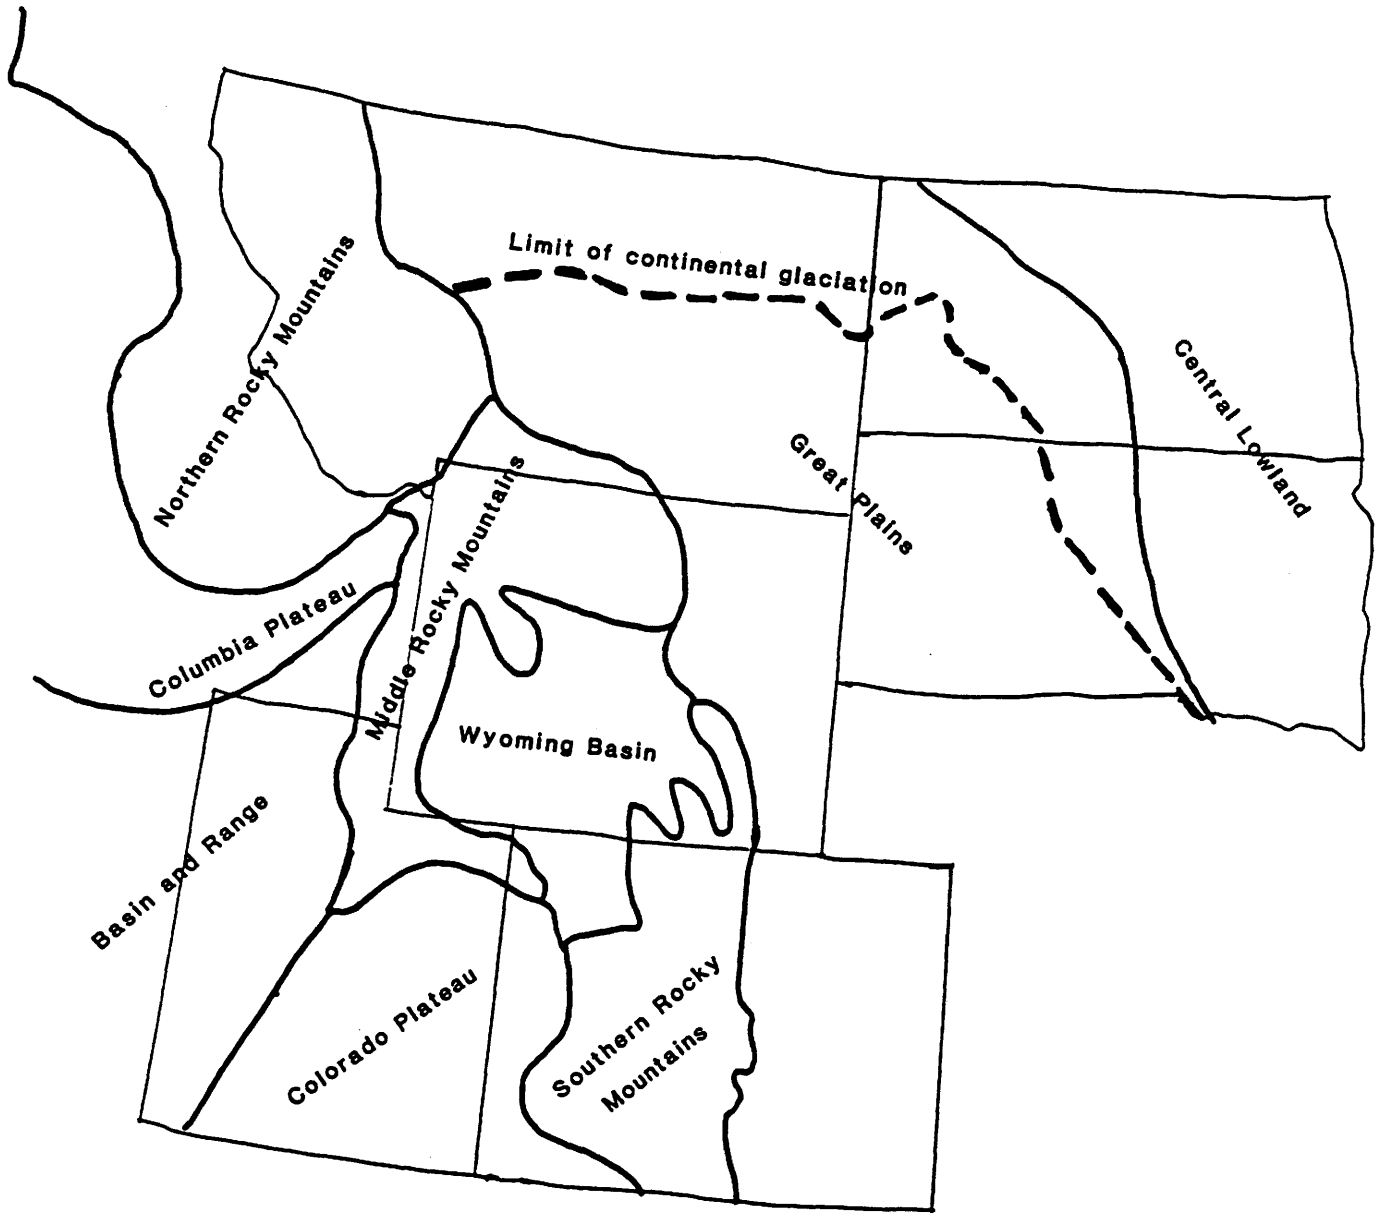 Limit of continental glaciation
Northern Rocky Mountains
Central Lowland
Great Plains
Middle Rocky Mountains
Columbia Plateau
Wyoming Basin
Basin and Range
Colorado Plateau
Southern Rocky
Mountains